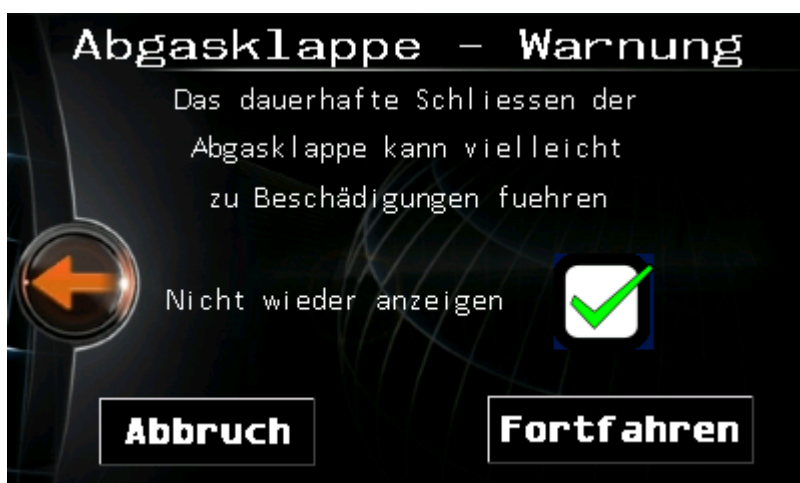 Abgasklappe - Warnung
Das dauerhafte Schliessen der
Abgasklappe kann vielleicht
zu Beschädigungen fuehren
Nicht wieder anzeigen
Abbruch
Fortfahren